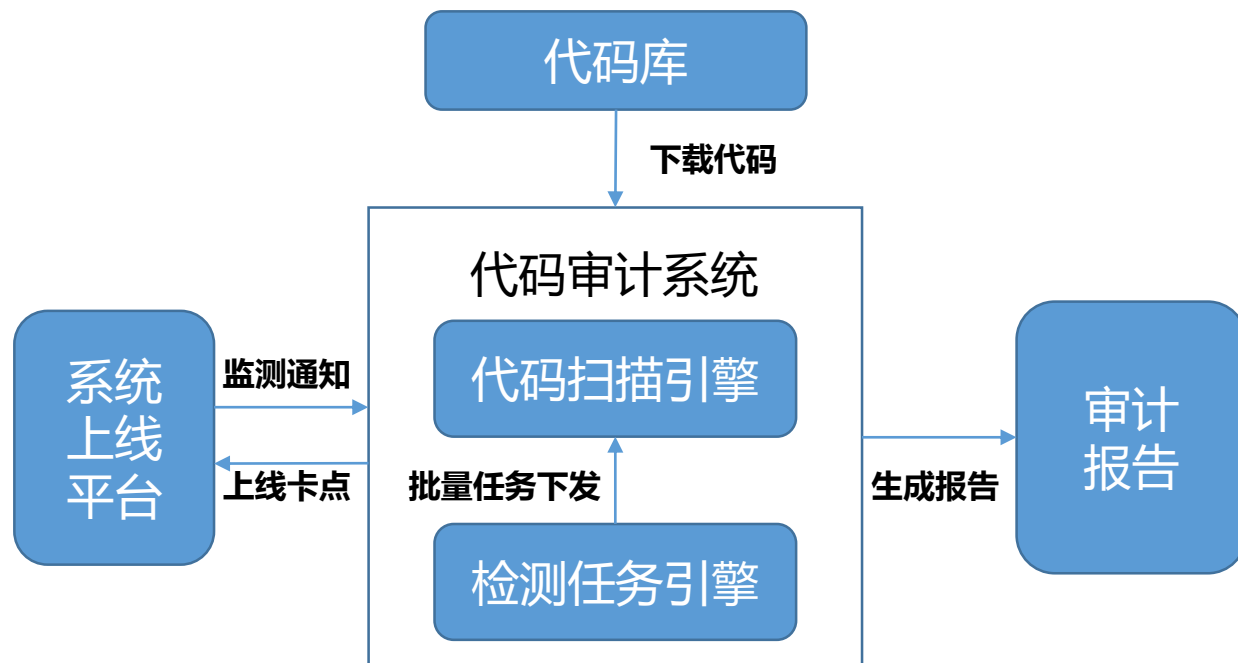 代码库
下载代码
代码审计系统
代码扫描引擎
批量任务下发
检测任务引擎
系统
上线
平台
监测通知
上线卡点
生成报告
审计
报告